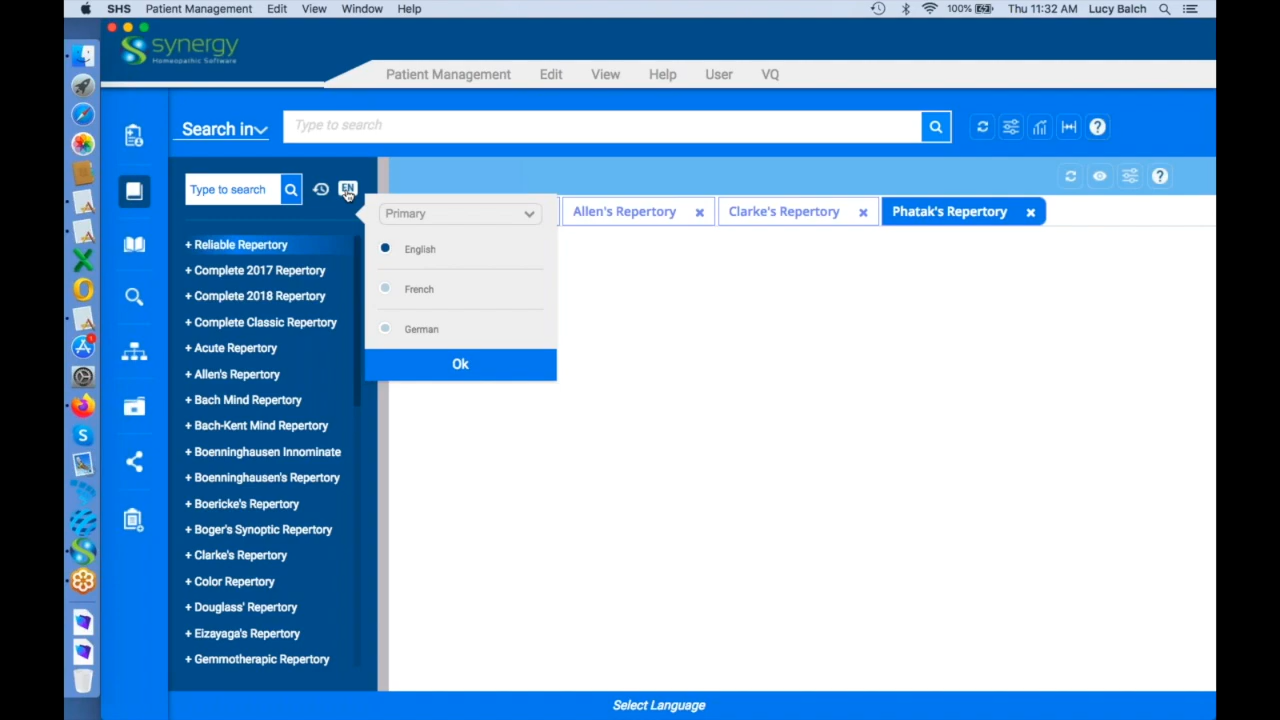 SHS Patient Management Edit View Window Help 100% Thu 11:32 AM Lucy Balch
synergy
Homeopathic Software
Patient Management Edit View Help User VQ
Search in Type to search
Type to search EN
Allen's Repertory Clarke's Repertory Phatak's Repertory
Primary
English
French
German
Ok
+ Reliable Repertory
+ Complete 2017 Repertory
+ Complete 2018 Repertory
+ Complete Classic Repertory
+ Acute Repertory
+ Allen's Repertory
+ Bach Mind Repertory
+ Bach-Kent Mind Repertory
+ Boenninghausen Innominate
+ Boenninghausen's Repertory
+ Boericke's Repertory
+ Boger's Synoptic Repertory
+ Clarke's Repertory
+ Color Repertory
+ Douglass' Repertory
+ Eizayaga's Repertory
+ Gemmotherapic Repertory
Select Language